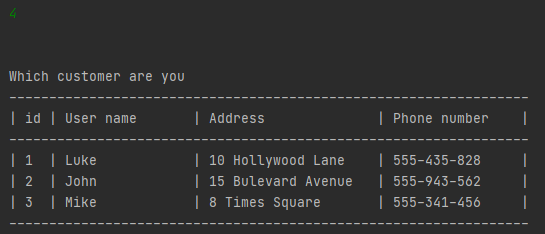 4
Which customer are you
-----------------------------------------------------------------
| id | User name       | Address              | Phone number    |
-----------------------------------------------------------------
| 1  | Luke            | 10 Hollywood Lane    | 555-435-828     |
| 2  | John            | 15 Bulevard Avenue   | 555-943-562     |
| 3  | Mike            | 8 Times Square       | 555-341-456     |
-----------------------------------------------------------------